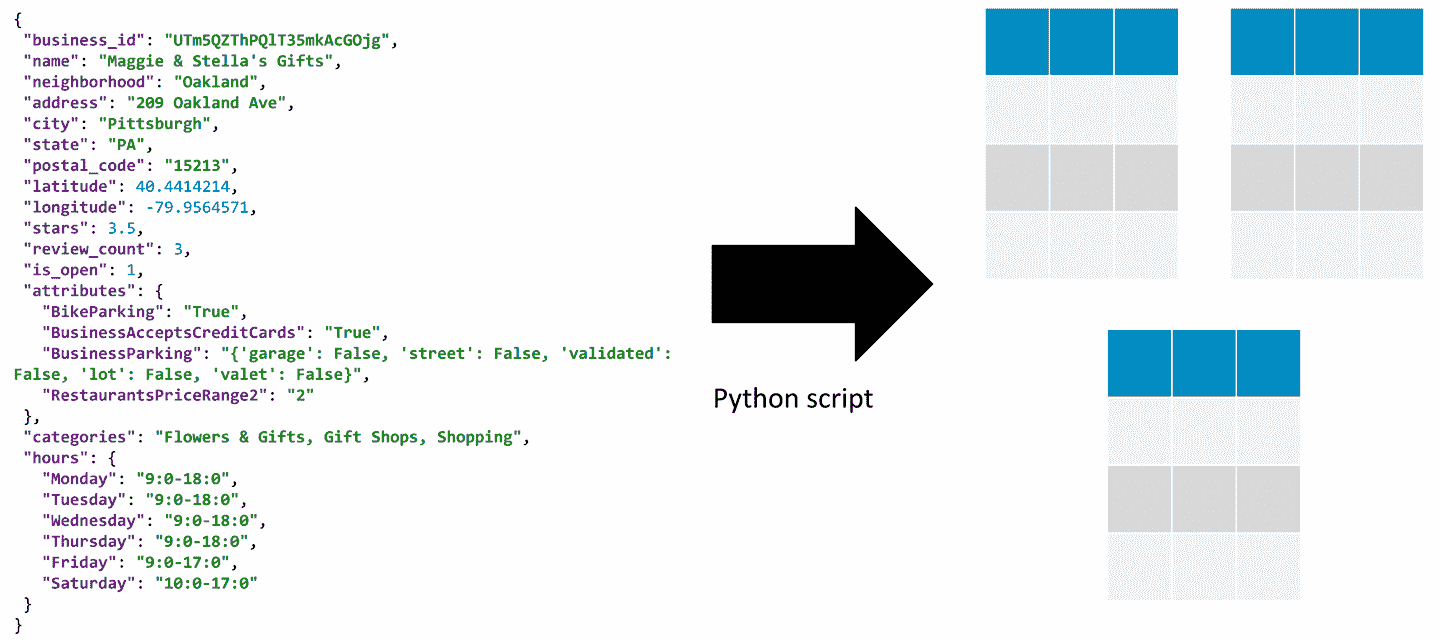 {
"business_id": "UTm5QZThPQlT35mkAcGOjg",
"name": "Maggie & Stella's Gifts",
"neighborhood": "Oakland",
"address": "209 Oakland Ave",
"city": "Pittsburgh",
"state": "PA",
"postal_code": "15213",
"latitude": 40.4414214,
"longitude": -79.9564571,
"stars": 3.5,
"review_count": 3,
"is_open": 1,
"attributes": {
"BikeParking": "True",
"BusinessAcceptsCreditCards": "True",
"BusinessParking": "{'garage': False, 'street': False, 'validated':
False, 'lot': False, 'valet': False}",
"RestaurantsPriceRange2": "2"
},
"categories": "Flowers & Gifts, Gift Shops, Shopping",
"hours": {
"Monday": "9:0-18:0",
"Tuesday": "9:0-18:0",
"Wednesday": "9:0-18:0",
"Thursday": "9:0-18:0",
"Friday": "9:0-17:0",
"Saturday": "10:0-17:0"
}
}
Python script